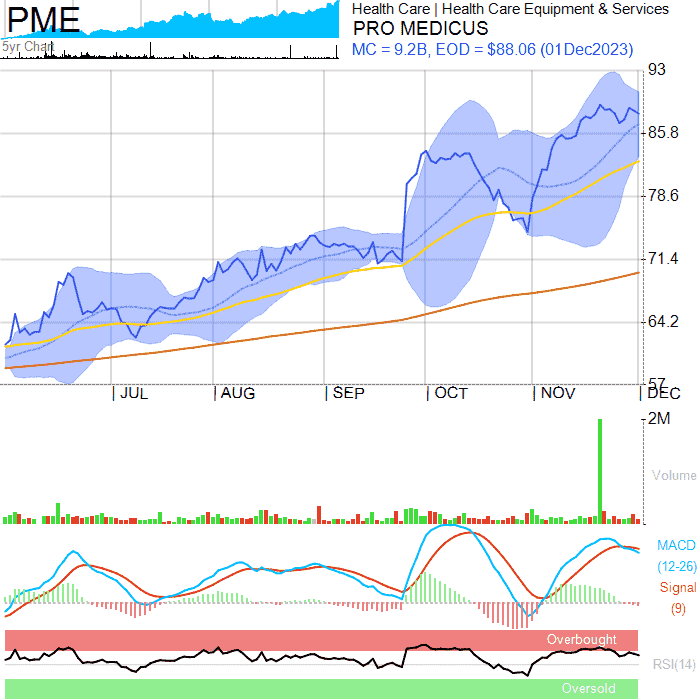 PME
5yr Chart
Health Care | Health Care Equipment & Services
PRO MEDICUS
MC = 9.2B, EOD = $88.06 (01Dec2023)
93
85.8
78.6
71.4
64.2
57
| JUL | AUG | SEP | OCT | NOV | DEC
2M
Volume
MACD
(12-26)
Signal
(9)
Overbought
RSI(14)
Oversold